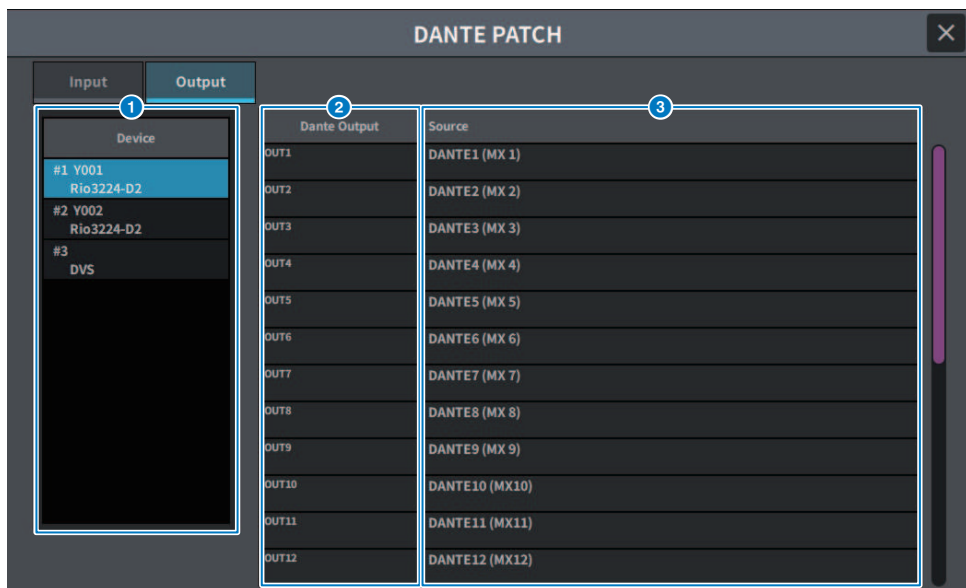 DANTE PATCH
Input Output
1 2 3
Device
#1 Y001
Rio3224-D2
#2 Y002
Rio3224-D2
#3
DVS
Dante Output Source
OUT1 DANTE1 (MX 1)
OUT2 DANTE2 (MX 2)
OUT3 DANTE3 (MX 3)
OUT4 DANTE4 (MX 4)
OUT5 DANTE5 (MX 5)
OUT6 DANTE6 (MX 6)
OUT7 DANTE7 (MX 7)
OUT8 DANTE8 (MX 8)
OUT9 DANTE9 (MX 9)
OUT10 DANTE10 (MX10)
OUT11 DANTE11 (MX11)
OUT12 DANTE12 (MX12)